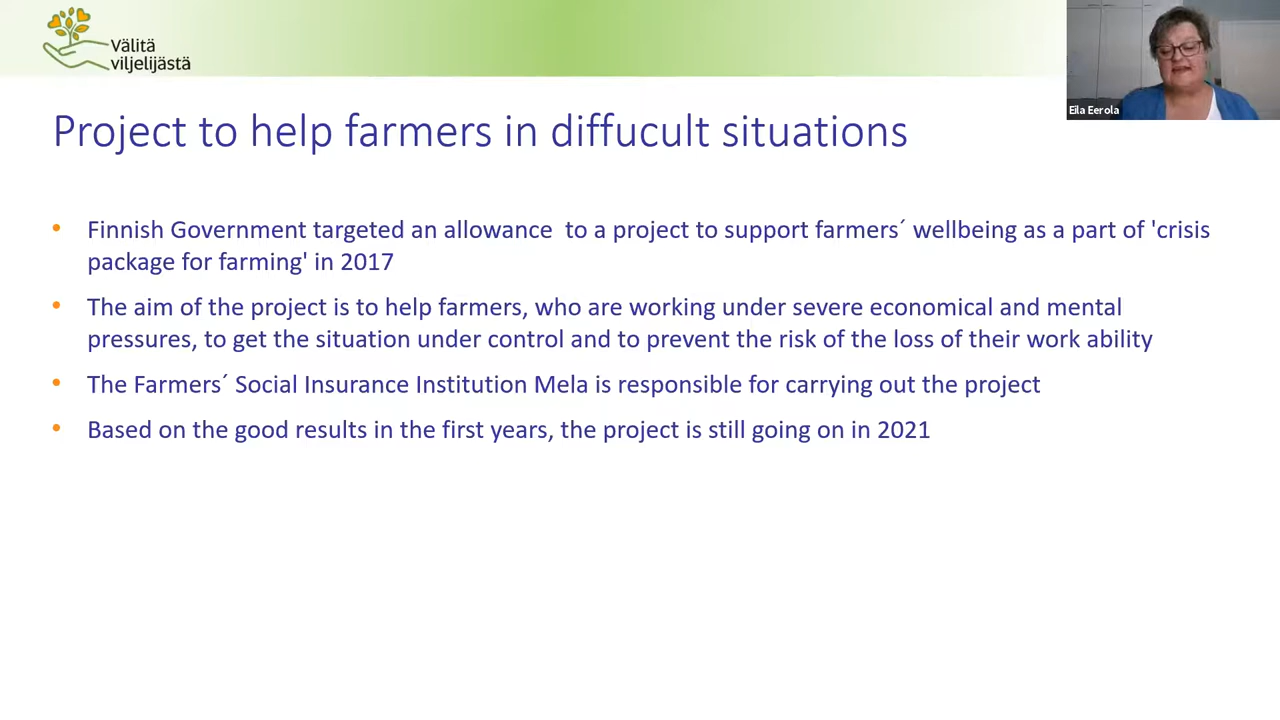 Välitä
viljelijästä
Eila Eerola
Project to help farmers in diffucult situations
• Finnish Government targeted an allowance  to a project to support farmers´ wellbeing as a part of 'crisis
package for farming' in 2017
• The aim of the project is to help farmers, who are working under severe economical and mental
pressures, to get the situation under control and to prevent the risk of the loss of their work ability
• The Farmers´ Social Insurance Institution Mela is responsible for carrying out the project
• Based on the good results in the first years, the project is still going on in 2021